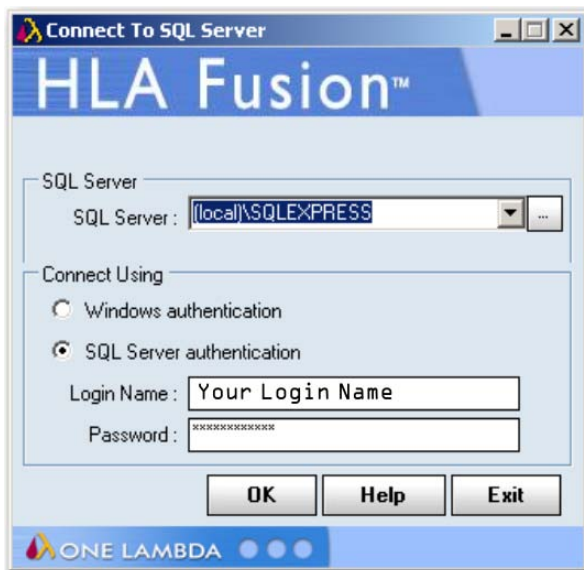 Connect To SQL Server
HLA Fusion™
SQL Server
SQL Server : (local)\SQLEXPRESS ...
Connect Using
Windows authentication
SQL Server authentication
Login Name : Your Login Name
Password : ************
OK Help Exit
ONE LAMBDA